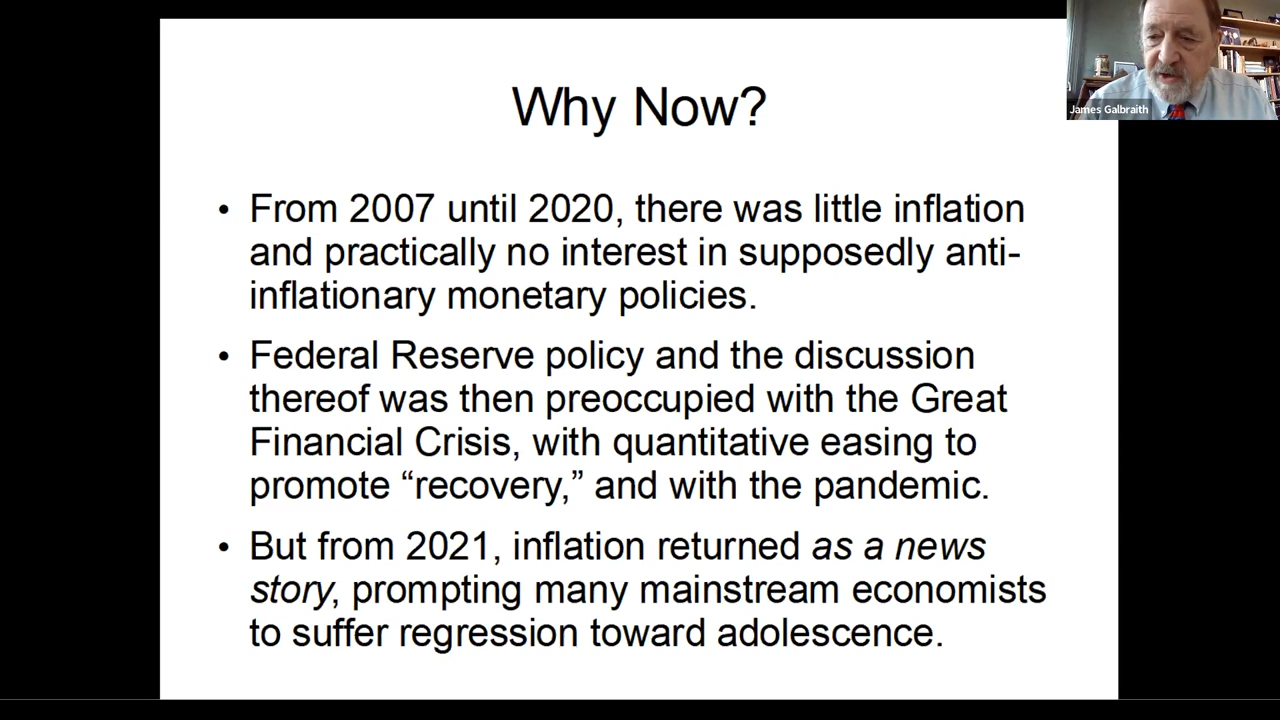 James Galbraith
Why Now?
• From 2007 until 2020, there was little inflation
and practically no interest in supposedly anti-
inflationary monetary policies.
• Federal Reserve policy and the discussion
thereof was then preoccupied with the Great
Financial Crisis, with quantitative easing to
promote “recovery,” and with the pandemic.
• But from 2021, inflation returned as a news
story, prompting many mainstream economists
to suffer regression toward adolescence.